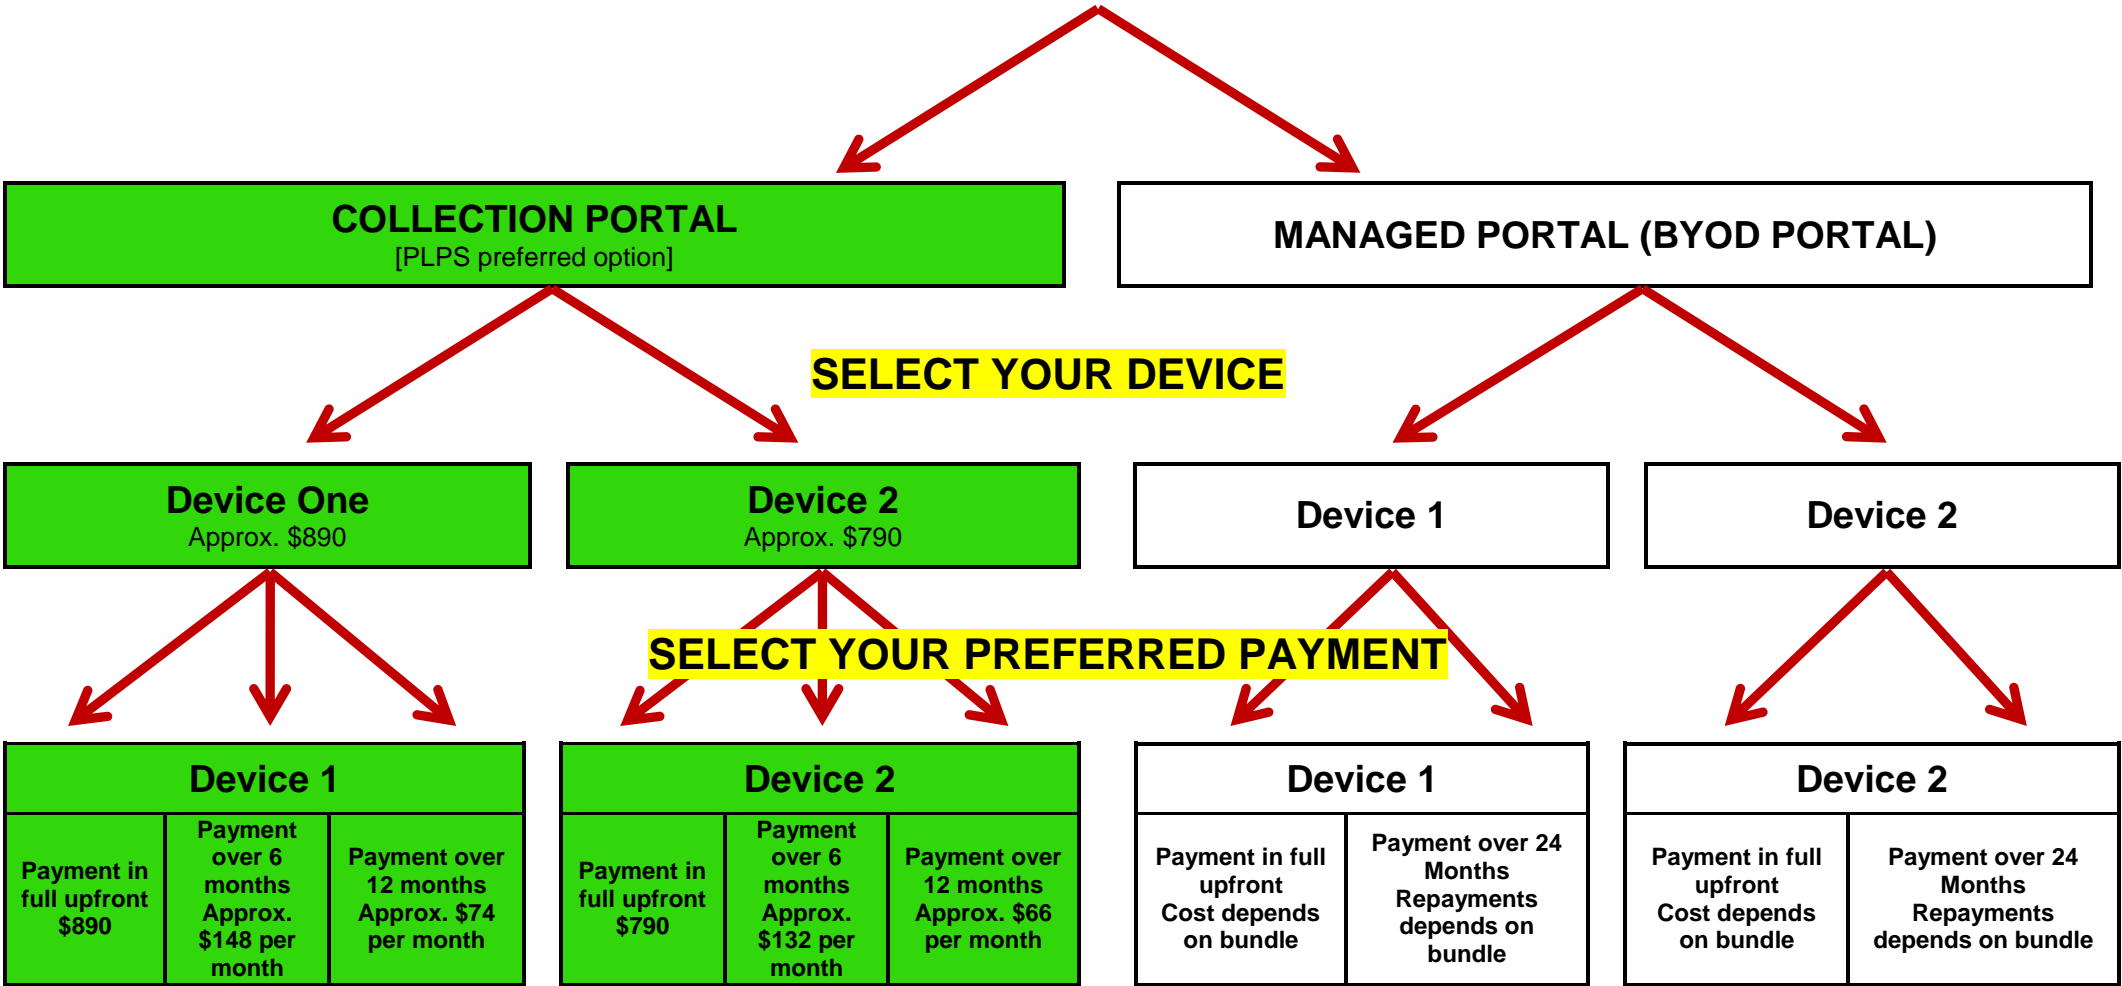 COLLECTION PORTAL
[PLPS preferred option]
MANAGED PORTAL (BYOD PORTAL)
SELECT YOUR DEVICE
Device One
Approx. $890
Device 2
Approx. $790
Device 1
Device 2
SELECT YOUR PREFERRED PAYMENT
Device 1
Payment in
full upfront
$890
Payment
over 6
months
Approx.
$148 per
month
Payment over
12 months
Approx. $74
per month
Device 2
Payment in
full upfront
$790
Payment
over 6
months
Approx.
$132 per
month
Payment over
12 months
Approx. $66
per month
Device 1
Payment in full
upfront
Cost depends
on bundle
Payment over 24
Months
Repayments
depends on
bundle
Device 2
Payment in full
upfront
Cost depends
on bundle
Payment over 24
Months
Repayments
depends on bundle